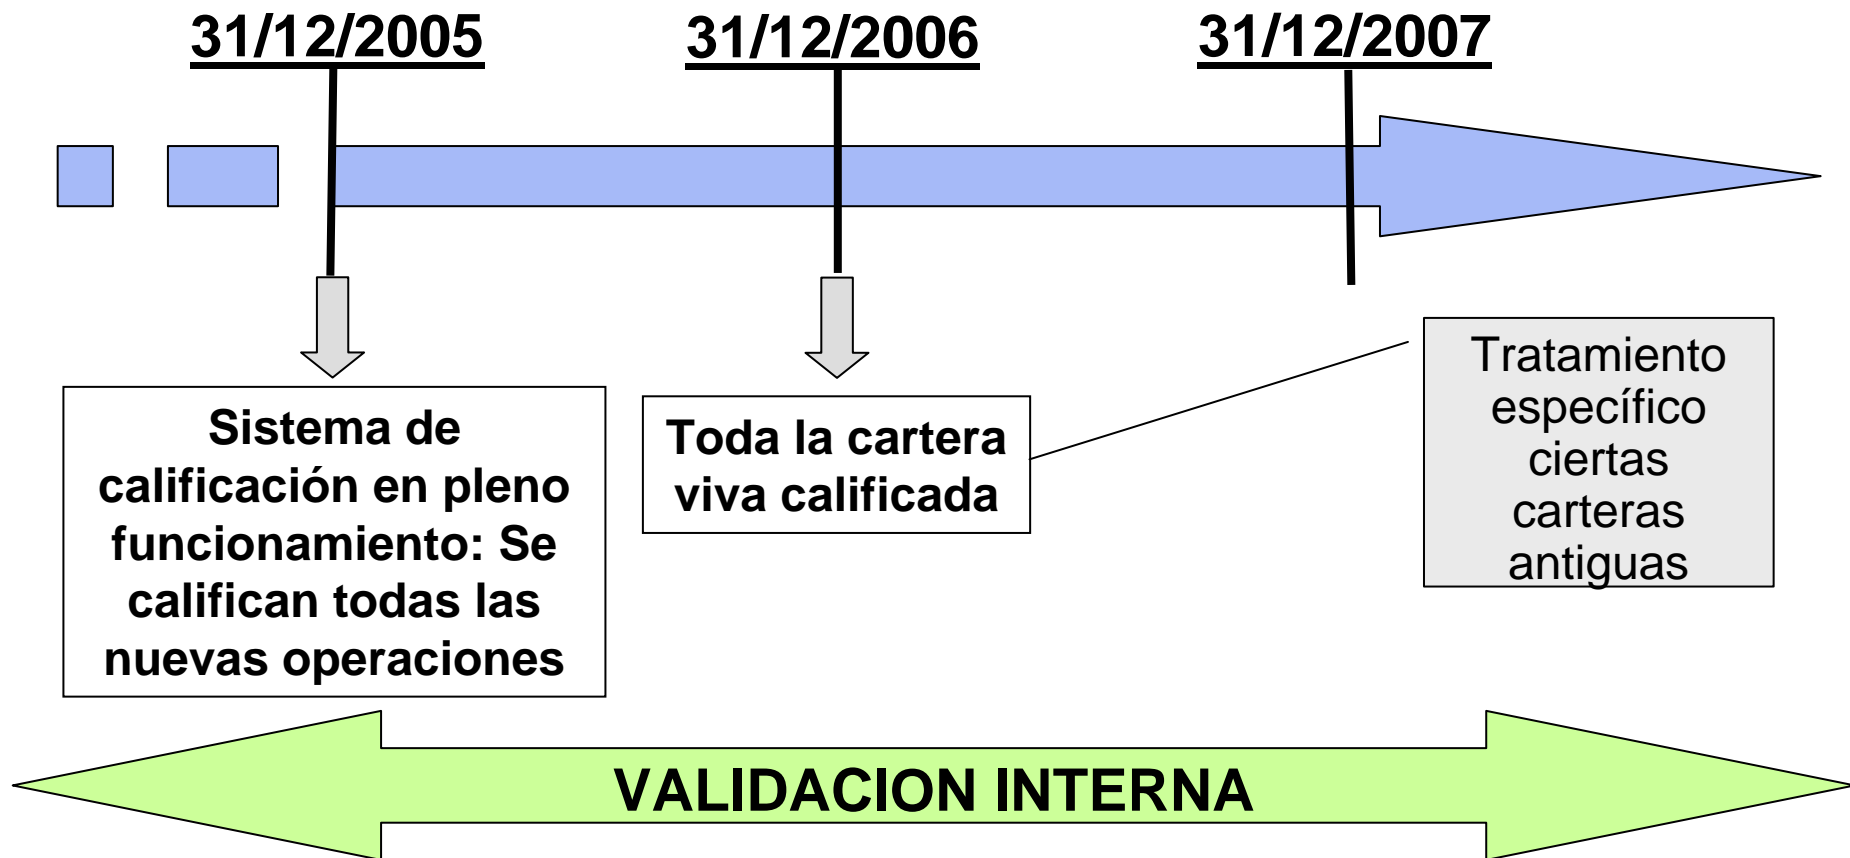 31/12/2005
31/12/2006
31/12/2007
Sistema de
calificación en pleno
funcionamiento: Se
califican todas las
nuevas operaciones
Toda la cartera
viva calificada
Tratamiento
específico
ciertas
carteras
antiguas
VALIDACION INTERNA